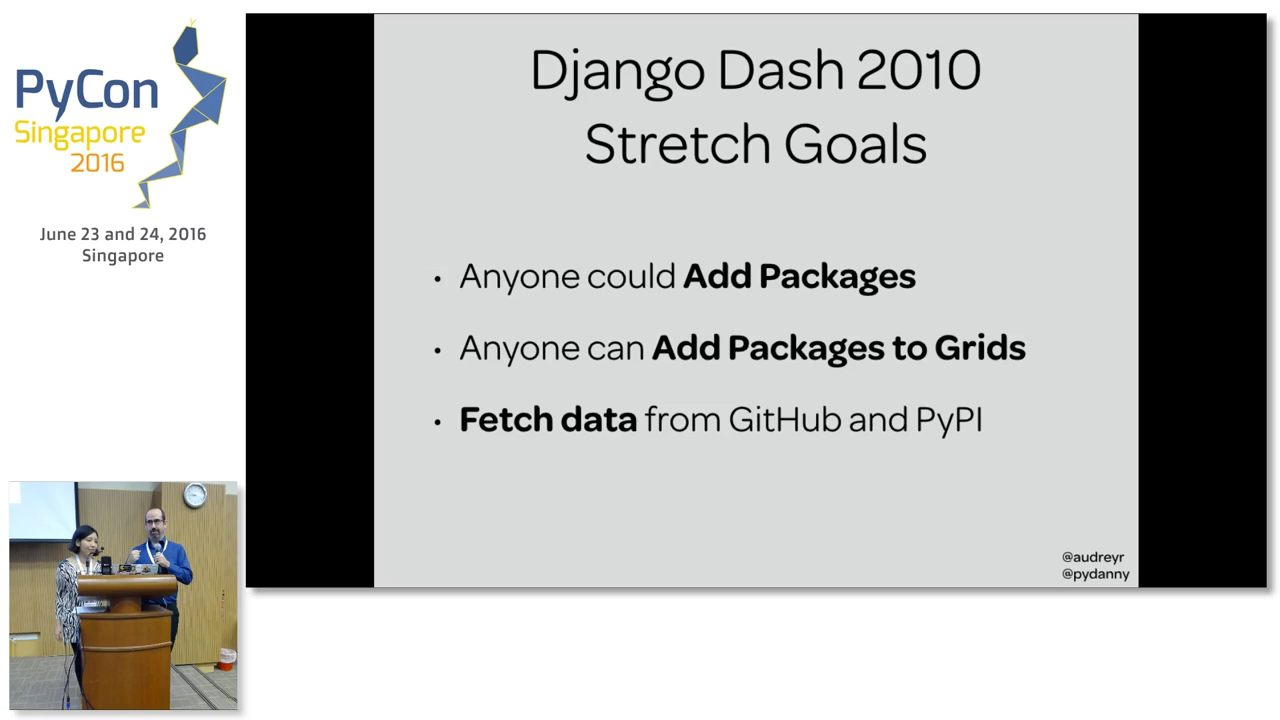 PyCon
Singapore
2016
June 23 and 24, 2016
Singapore
Django Dash 2010
Stretch Goals
• Anyone could Add Packages
• Anyone can Add Packages to Grids
• Fetch data from GitHub and PyPI
@audreyr
@pydanny